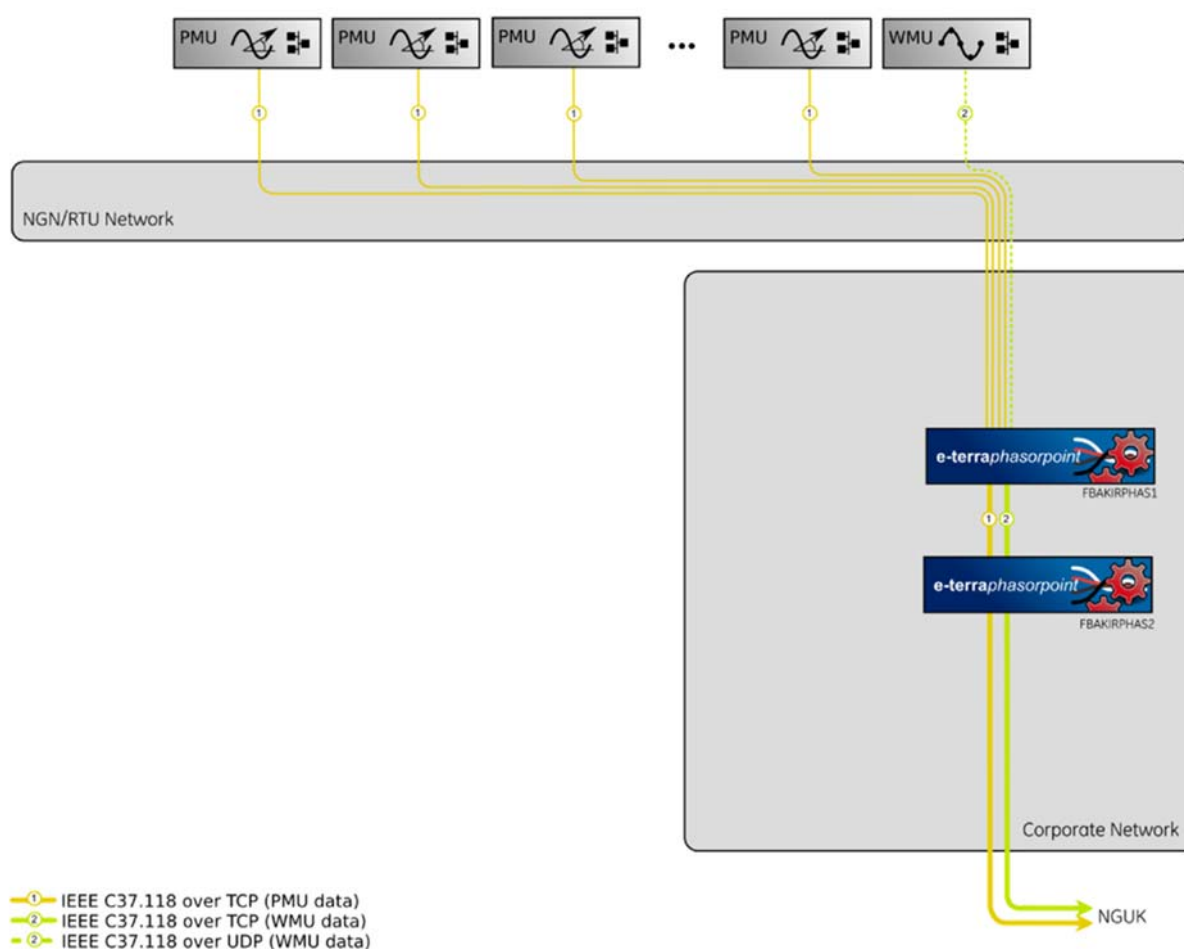 PMU
PMU
PMU
...
PMU
WMU
1
1
1
1
2
NGN/RTU Network
e-terraphasorpoint
FBAKIRPHAS1
1
2
e-terraphasorpoint
FBAKIRPHAS2
Corporate Network
1 IEEE C37.118 over TCP (PMU data)
2 IEEE C37.118 over TCP (WMU data)
2 IEEE C37.118 over UDP (WMU data)
NGUK